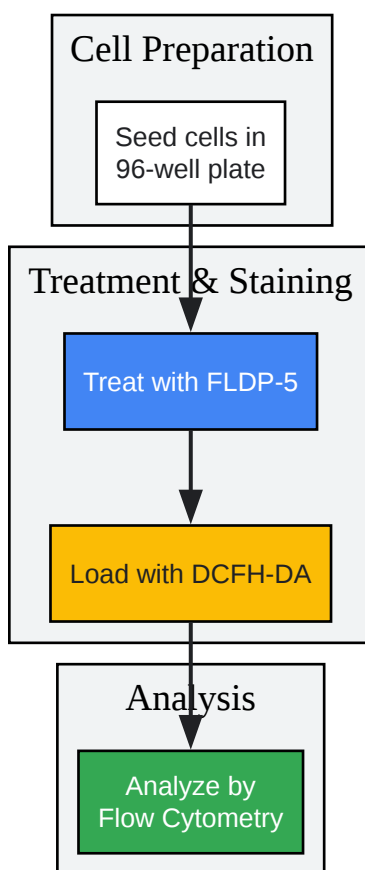 Cell Preparation
Seed cells in
96-well plate
Treatment & Staining
Treat with FLDP-5
Load with DCFH-DA
Analysis
Analyze by
Flow Cytometry